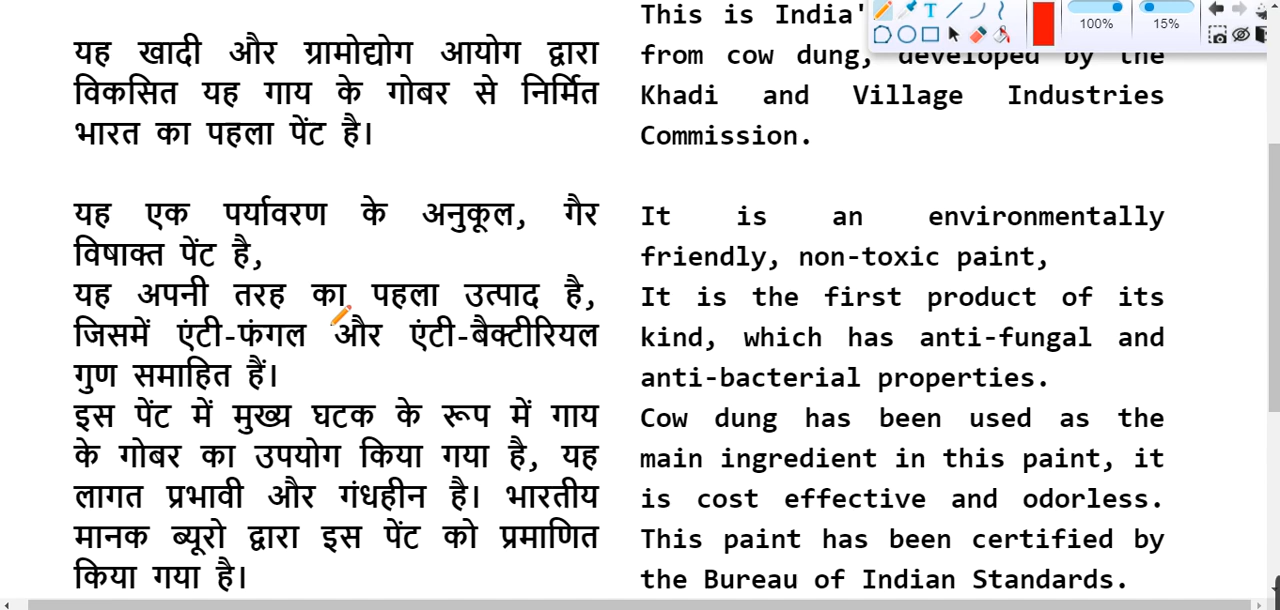 यह खादी और ग्रामोद्योग आयोग द्वारा
विकसित यह गाय के गोबर से निर्मित
भारत का पहला पेंट है।
यह एक पर्यावरण के अनुकूल, गैर
विषाक्त पेंट है,
यह अपनी तरह का पहला उत्पाद है,
जिसमें एंटी-फंगल और एंटी-बैक्टीरियल
गुण समाहित हैं।
इस पेंट में मुख्य घटक के रूप में गाय
के गोबर का उपयोग किया गया है, यह
लागत प्रभावी और गंधहीन है। भारतीय
मानक ब्यूरो द्वारा इस पेंट को प्रमाणित
किया गया है।
This is India'
from cow dung, developed by the
Khadi and Village Industries
Commission.
It is an environmentally
friendly, non-toxic paint,
It is the first product of its
kind, which has anti-fungal and
anti-bacterial properties.
Cow dung has been used as the
main ingredient in this paint, it
is cost effective and odorless.
This paint has been certified by
the Bureau of Indian Standards.
T
100%
15%